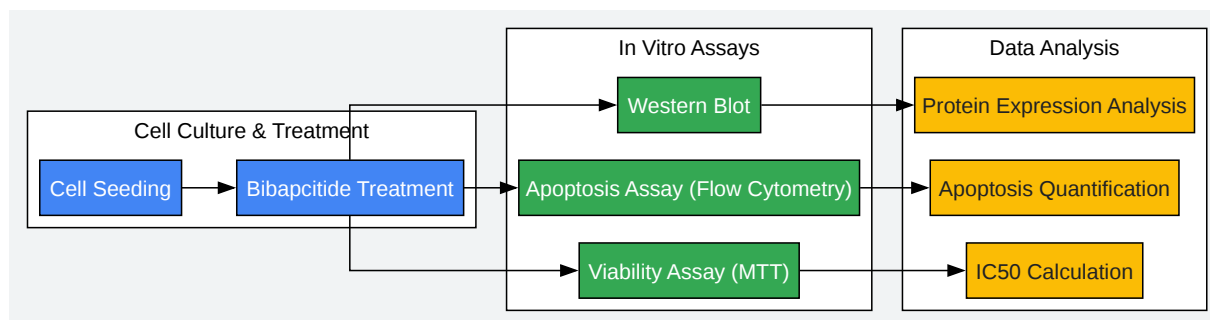 Cell Culture & Treatment
Cell Seeding
Bibapcitide Treatment
In Vitro Assays
Western Blot
Apoptosis Assay (Flow Cytometry)
Viability Assay (MTT)
Data Analysis
Protein Expression Analysis
Apoptosis Quantification
IC50 Calculation